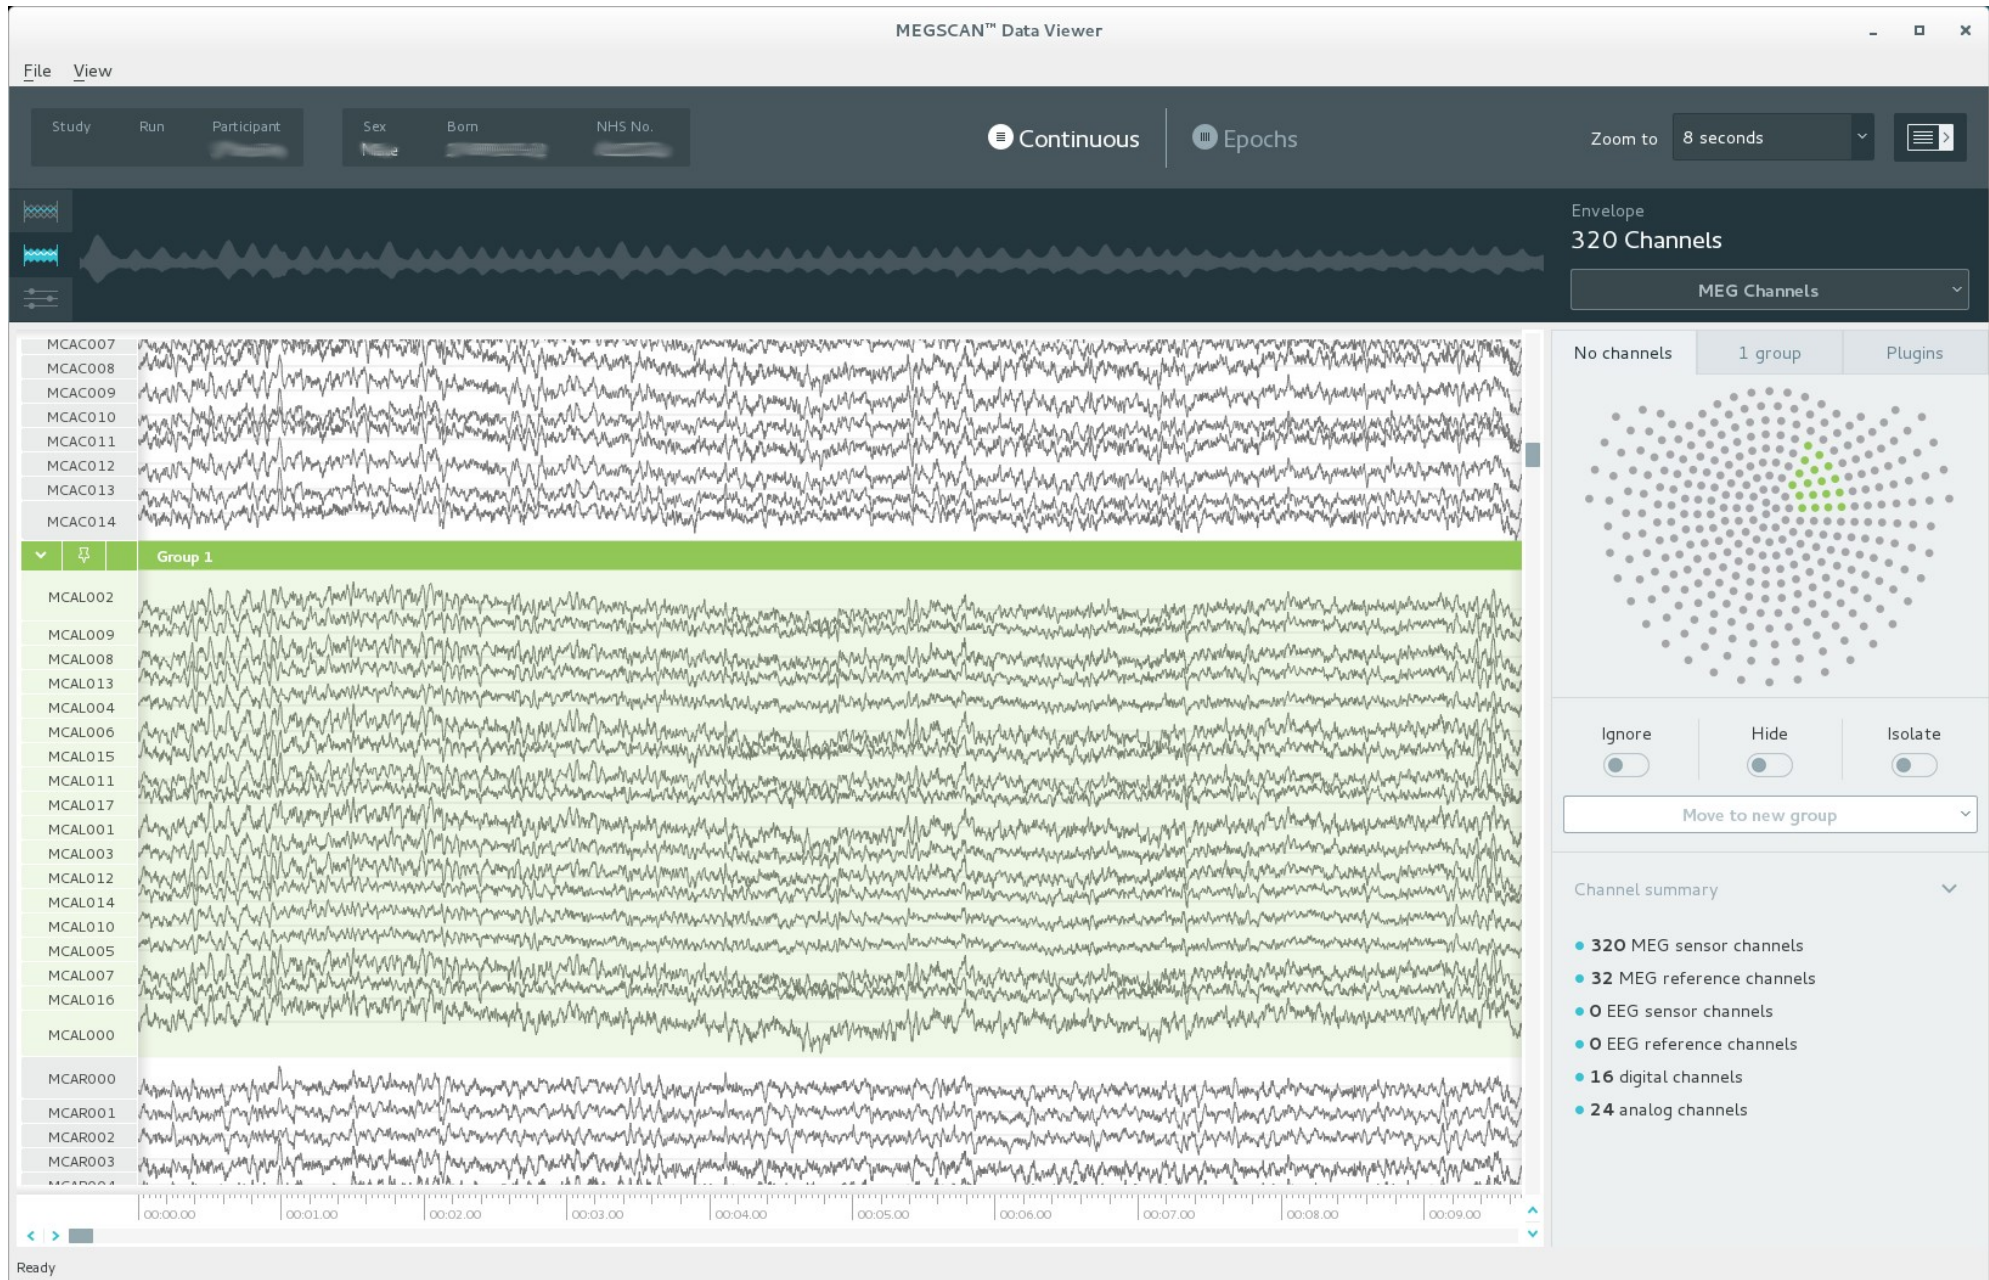 MEGSCAN™ Data Viewer
File View
Study Run Participant Sex Born NHS No.
Continuous Epochs Zoom to 8 seconds
Envelope
320 Channels
MEG Channels
No channels 1 group Plugins
MCAC007
MCAC008
MCAC009
MCAC010
MCAC011
MCAC012
MCAC013
MCAC014
Group 1
MCAL002
MCAL009
MCAL008
MCAL013
MCAL004
MCAL006
MCAL015
MCAL011
MCAL017
MCAL001
MCAL003
MCAL012
MCAL014
MCAL010
MCAL005
MCAL007
MCAL016
MCAL000
MCAR000
MCAR001
MCAR002
MCAR003
00:00.00 00:01.00 00:02.00 00:03.00 00:04.00 00:05.00 00:06.00 00:07.00 00:08.00 00:09.00
Ignore Hide Isolate
Move to new group
Channel summary
320 MEG sensor channels
32 MEG reference channels
0 EEG sensor channels
0 EEG reference channels
16 digital channels
24 analog channels
Ready